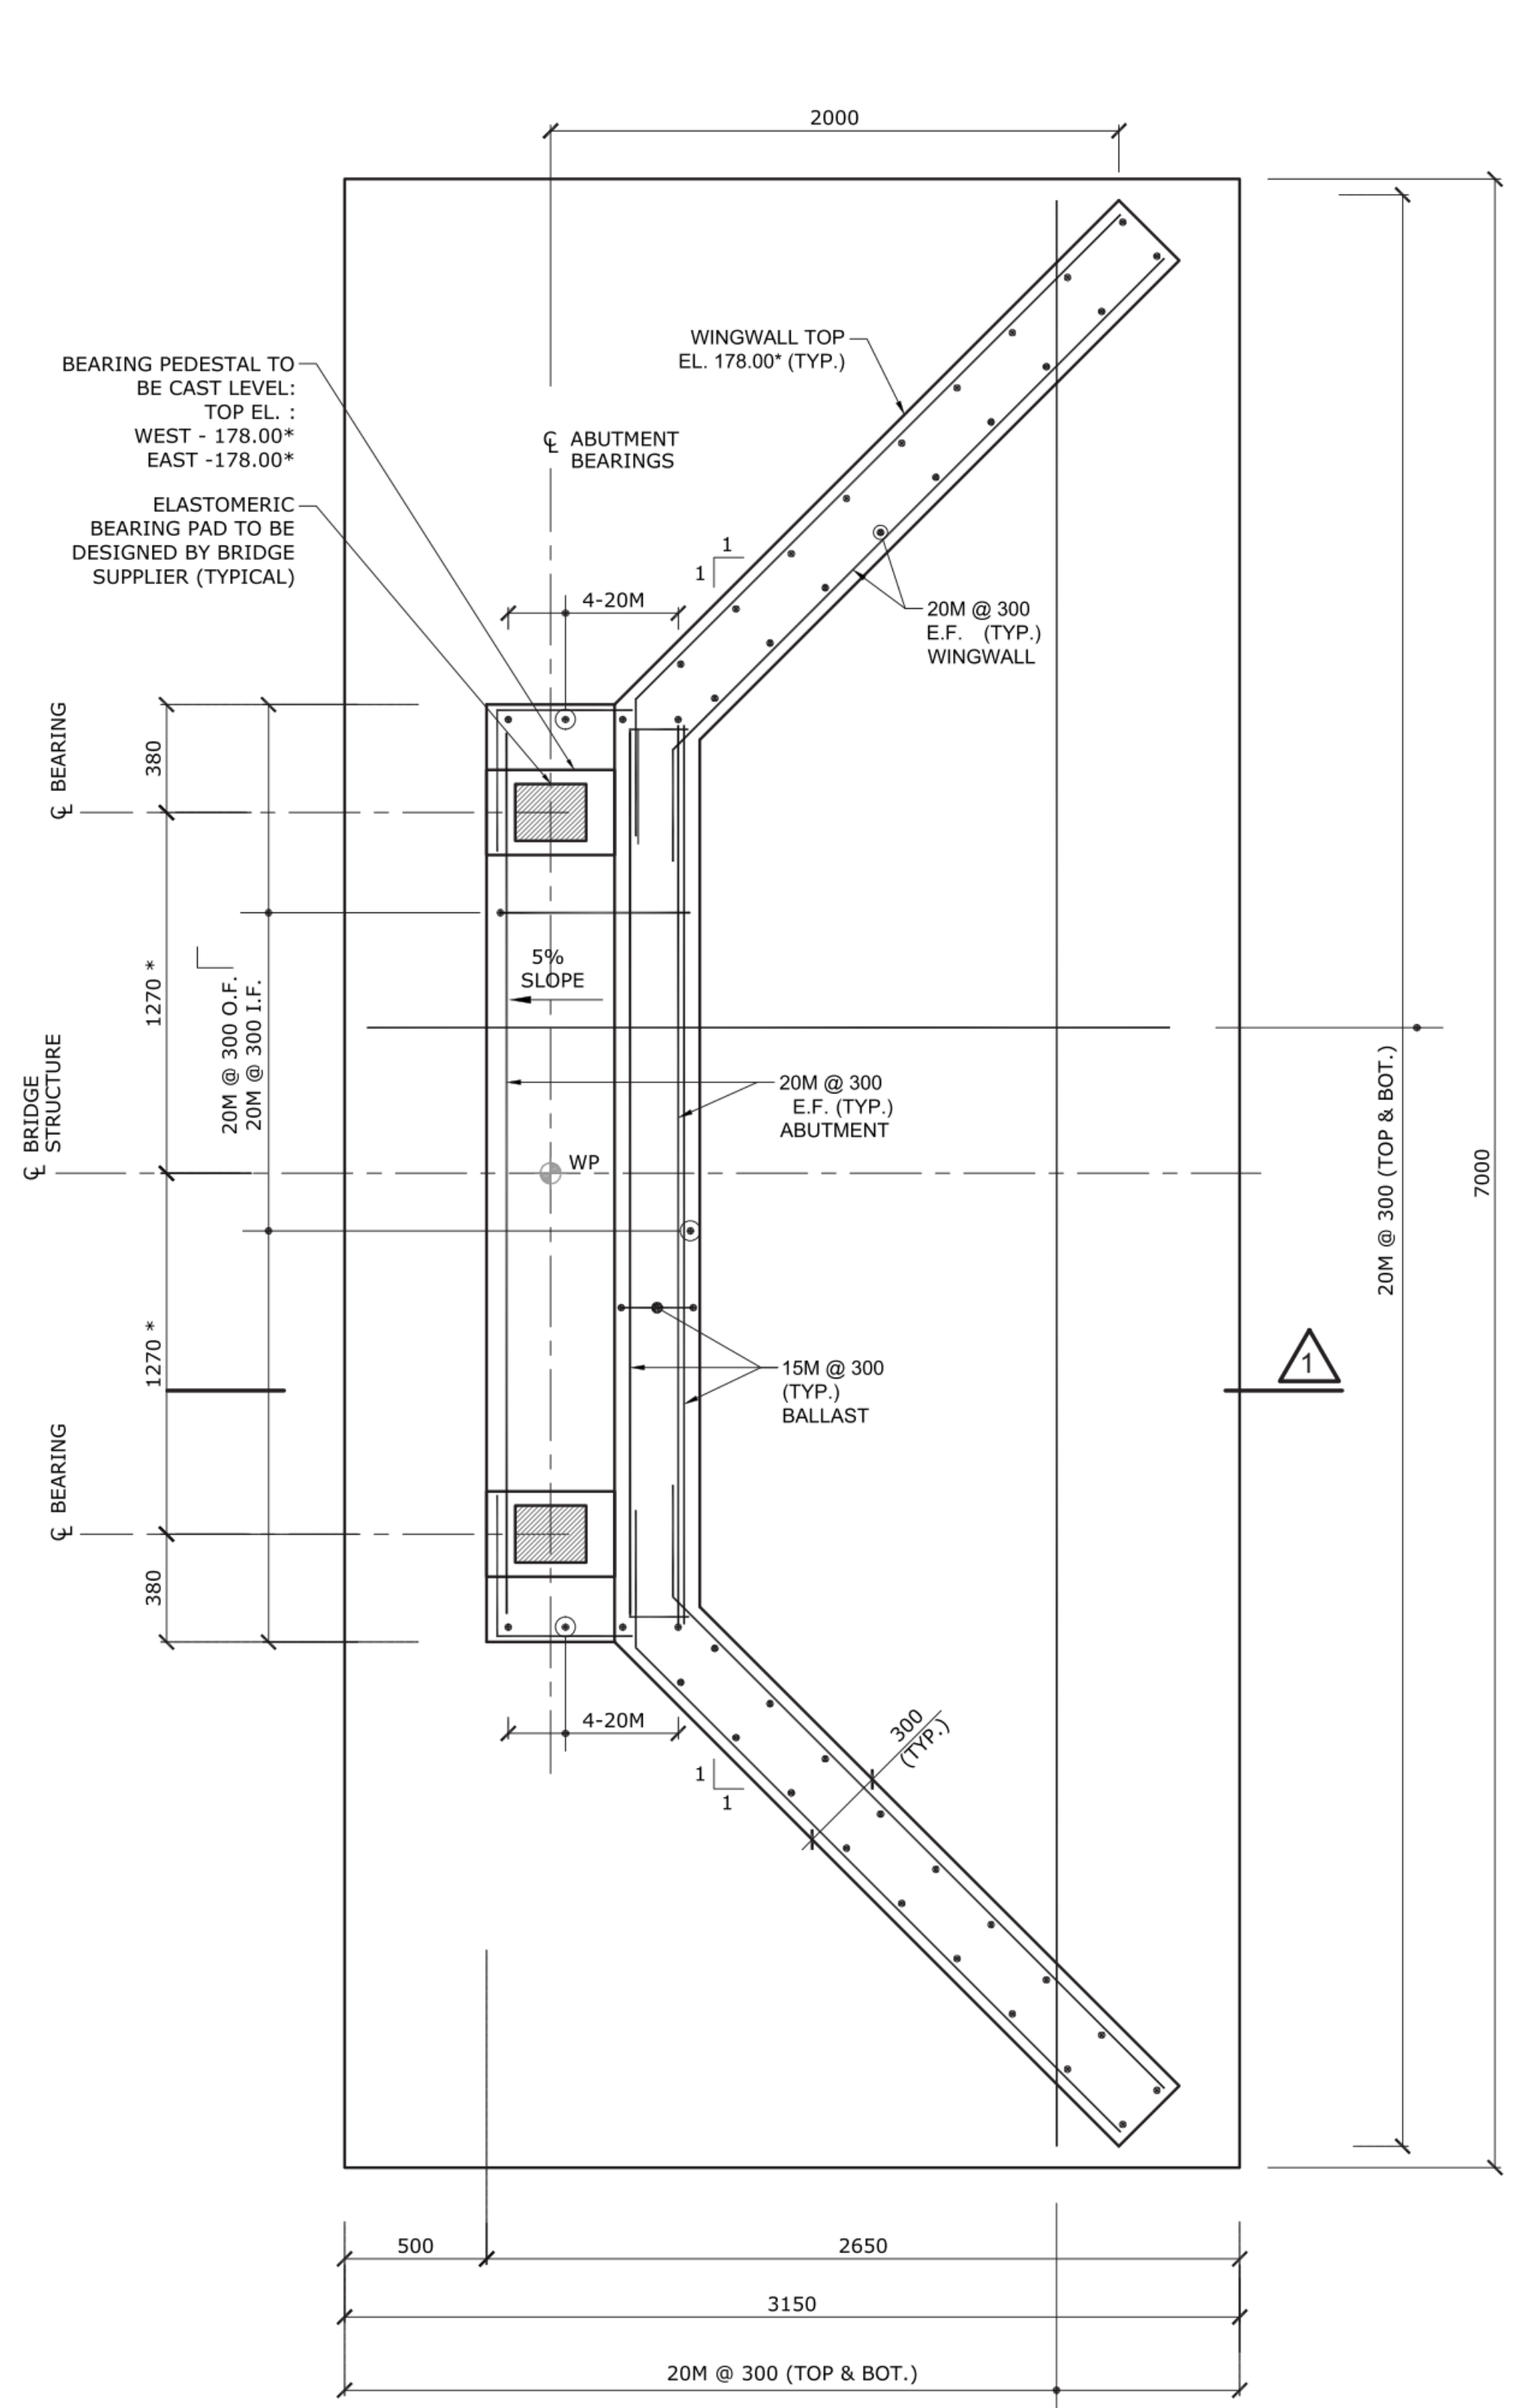 2000
WINGWALL TOP
EL. 178.00* (TYP.)
BEARING PEDESTAL TO
BE CAST LEVEL:
TOP EL. :
WEST - 178.00*
EAST -178.00*
℄ ABUTMENT
BEARINGS
ELASTOMERIC
BEARING PAD TO BE
DESIGNED BY BRIDGE
SUPPLIER (TYPICAL)
1
1
4-20M
20M @ 300
E.F. (TYP.)
WINGWALL
℄ BEARING
380
5%
SLOPE
1270 *
20M @ 300 O.F.
20M @ 300 I.F.
℄ BRIDGE
STRUCTURE
20M @ 300
E.F. (TYP.)
ABUTMENT
WP
20M @ 300 (TOP & BOT.)
7000
1270 *
15M @ 300
(TYP.)
BALLAST
1
℄ BEARING
380
4-20M
1
1
300
(TYP.)
500
2650
3150
20M @ 300 (TOP & BOT.)